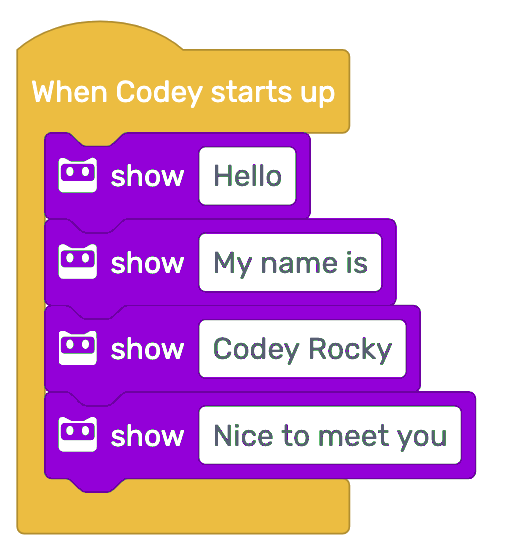 When Codey starts up
show Hello
show My name is
show Codey Rocky
show Nice to meet you